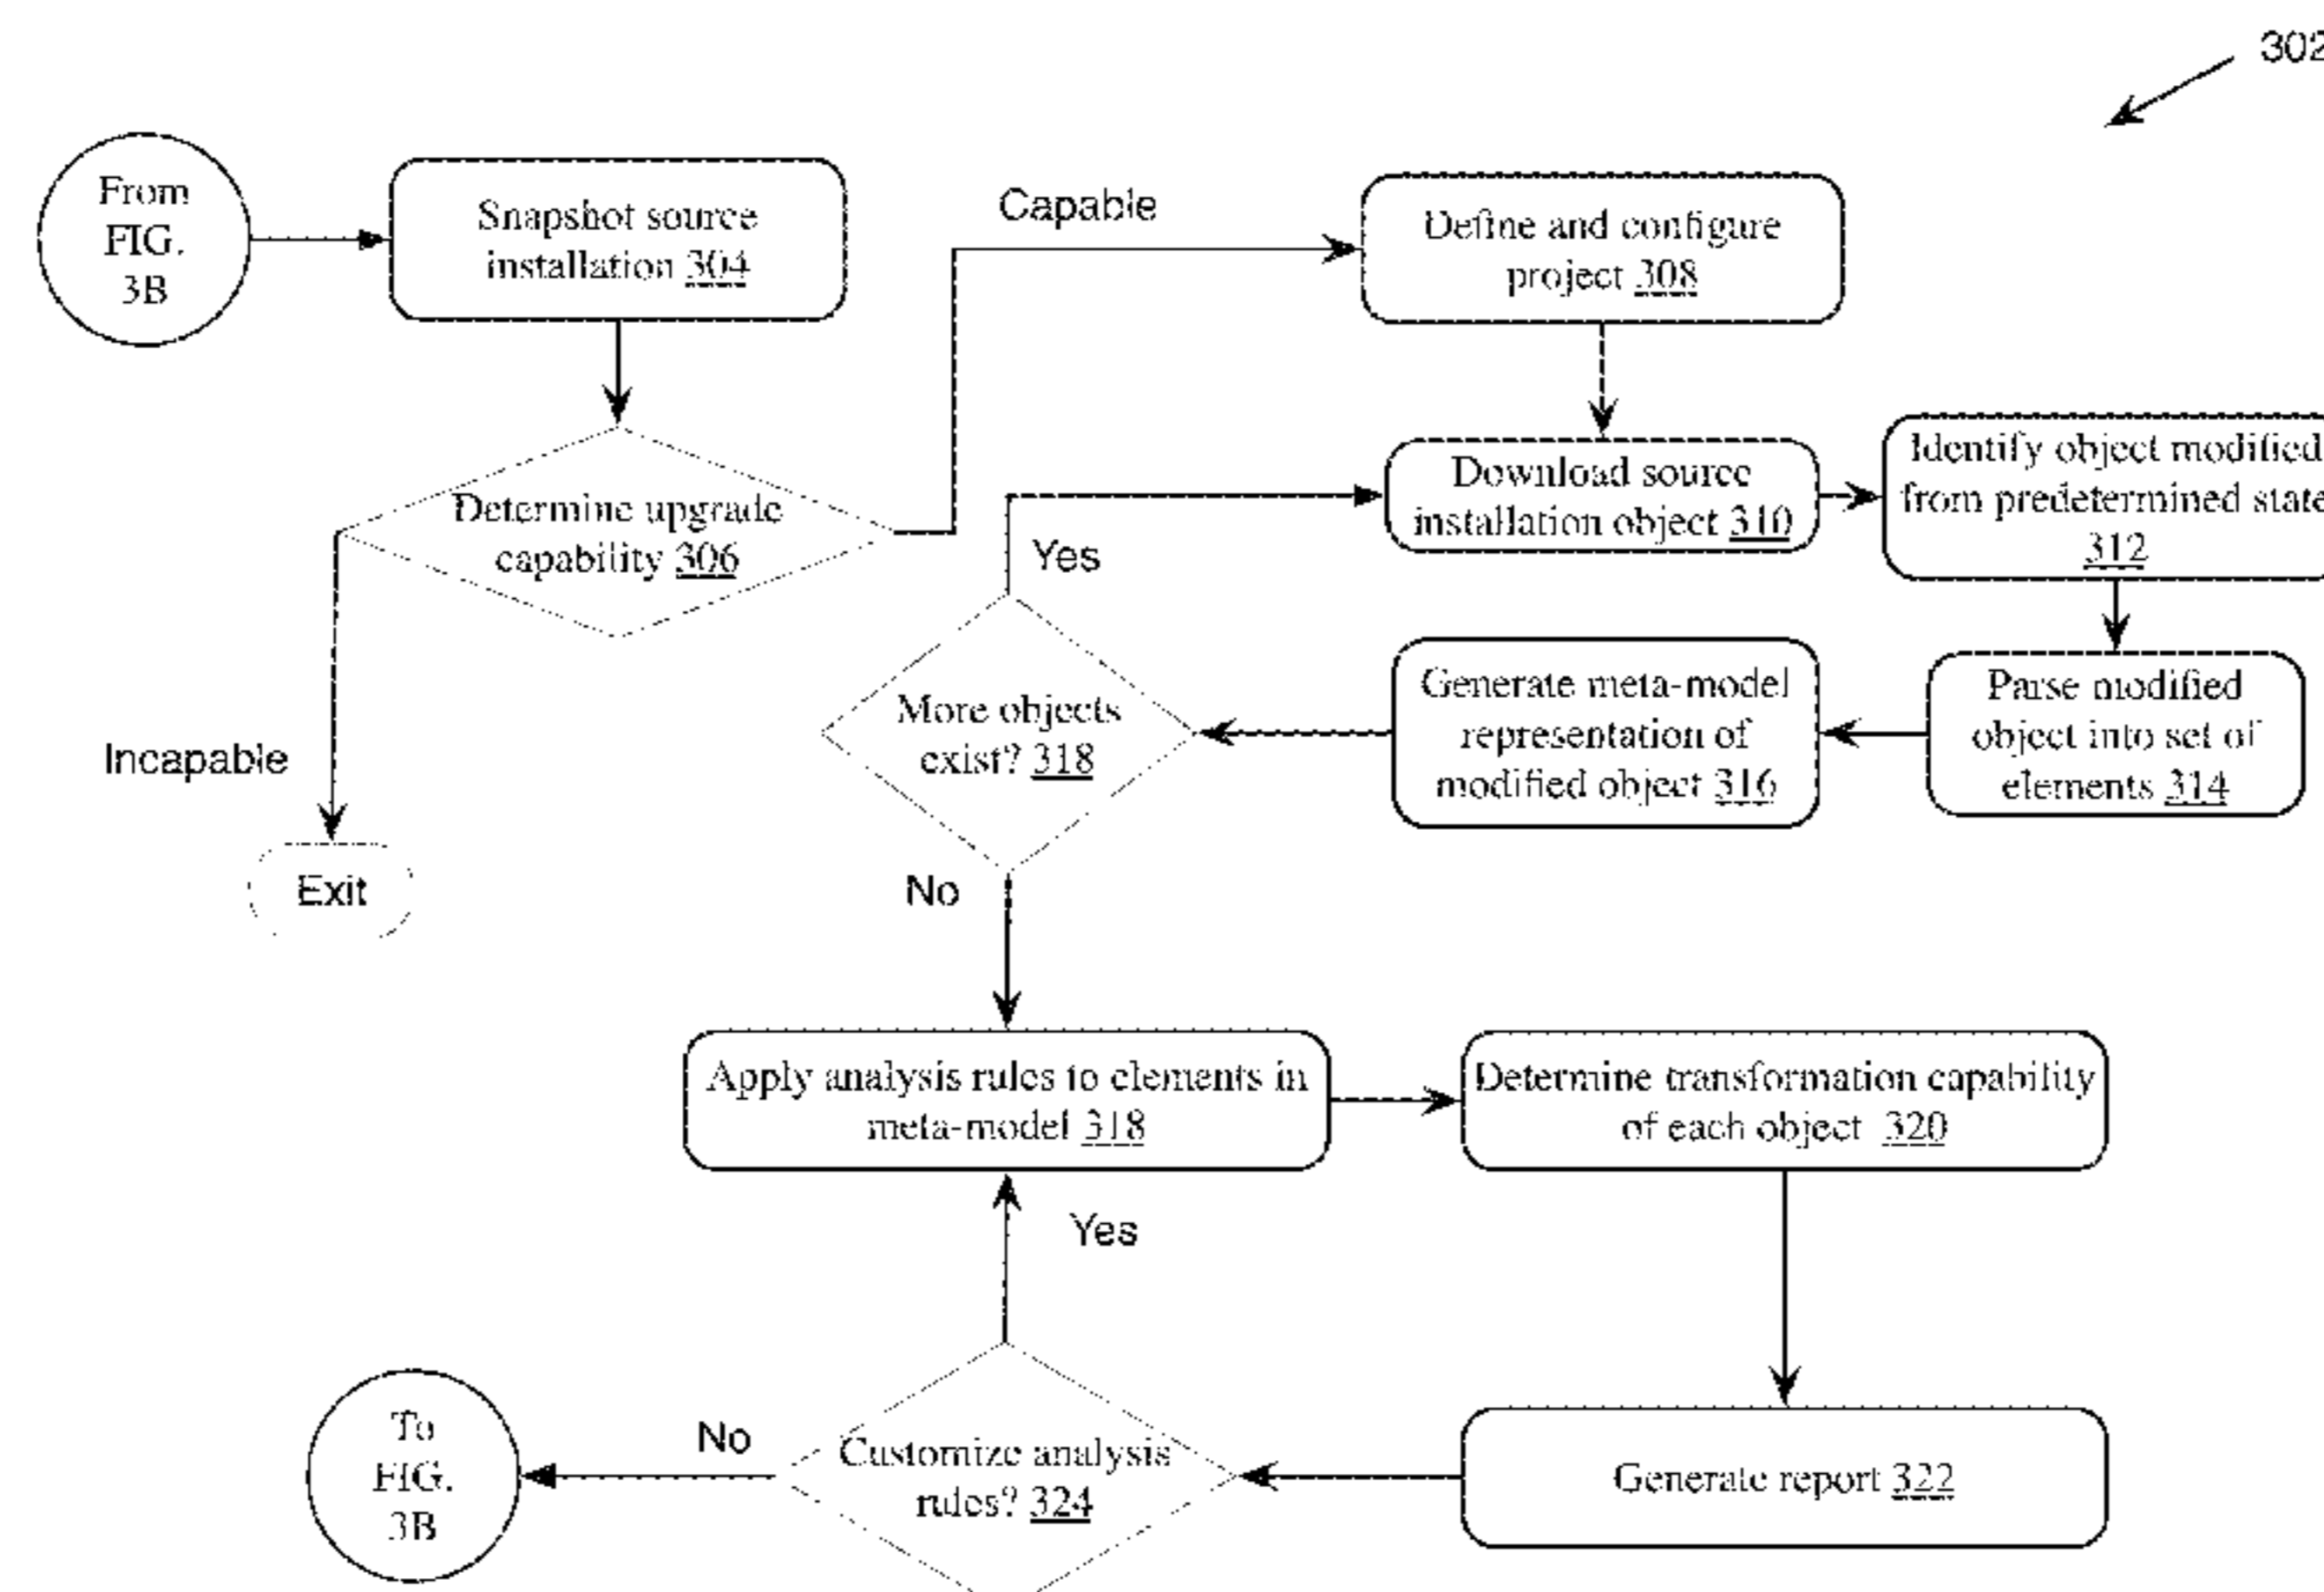 302
From
FIG.
3B
Snapshot source
installation 304
Capable
Define and configure
project 308
Determine upgrade
capability 306
Download source
installation object 310
Identify object modified
from predetermined state
312
Yes
More objects
exist? 318
Generate meta-model
representation of
modified object 316
Parse modified
object into set of
elements 314
Incapable
Exit
No
Apply analysis rules to elements in
meta-model 318
Determine transformation capability
of each object 320
Yes
To
FIG.
3B
No
Customize analysis
rules? 324
Generate report 322